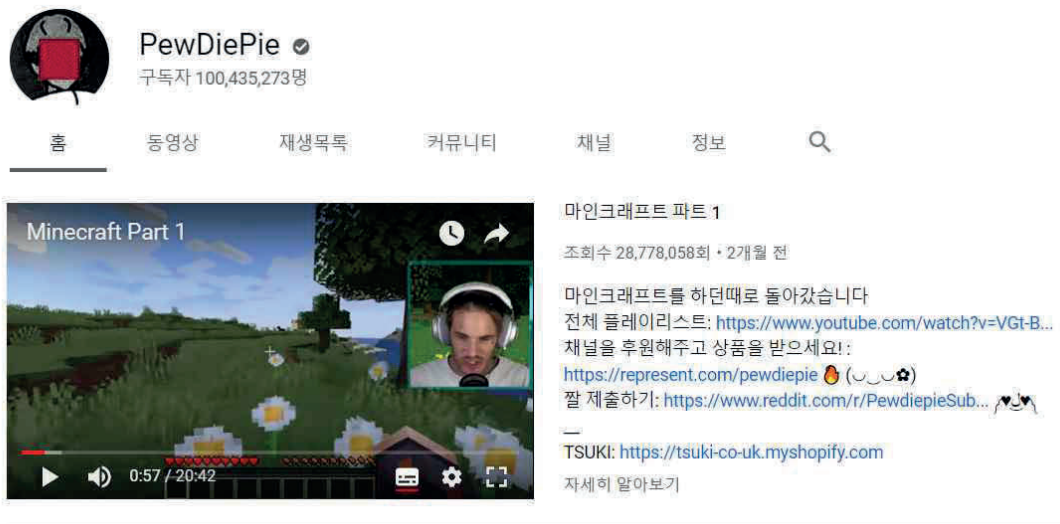 PewDiePie
구독자 100,435,273명
홈 동영상 재생목록 커뮤니티 채널 정보
Minecraft Part 1
0:57 / 20:42
마인크래프트 파트 1
조회수 28,778,058회 • 2개월 전
마인크래프트를 하던때로 돌아갔습니다
전체 플레이리스트: https://www.youtube.com/watch?v=VGt-B...
채널을 후원해주고 상품을 받으세요! :
https://represent.com/pewdiepie 🔥 (◡‿◡✿)
짤 제출하기: https://www.reddit.com/r/PewdiepieSub... ༼♥ل͜♥༽
__
TSUKI: https://tsuki-co-uk.myshopify.com
자세히 알아보기